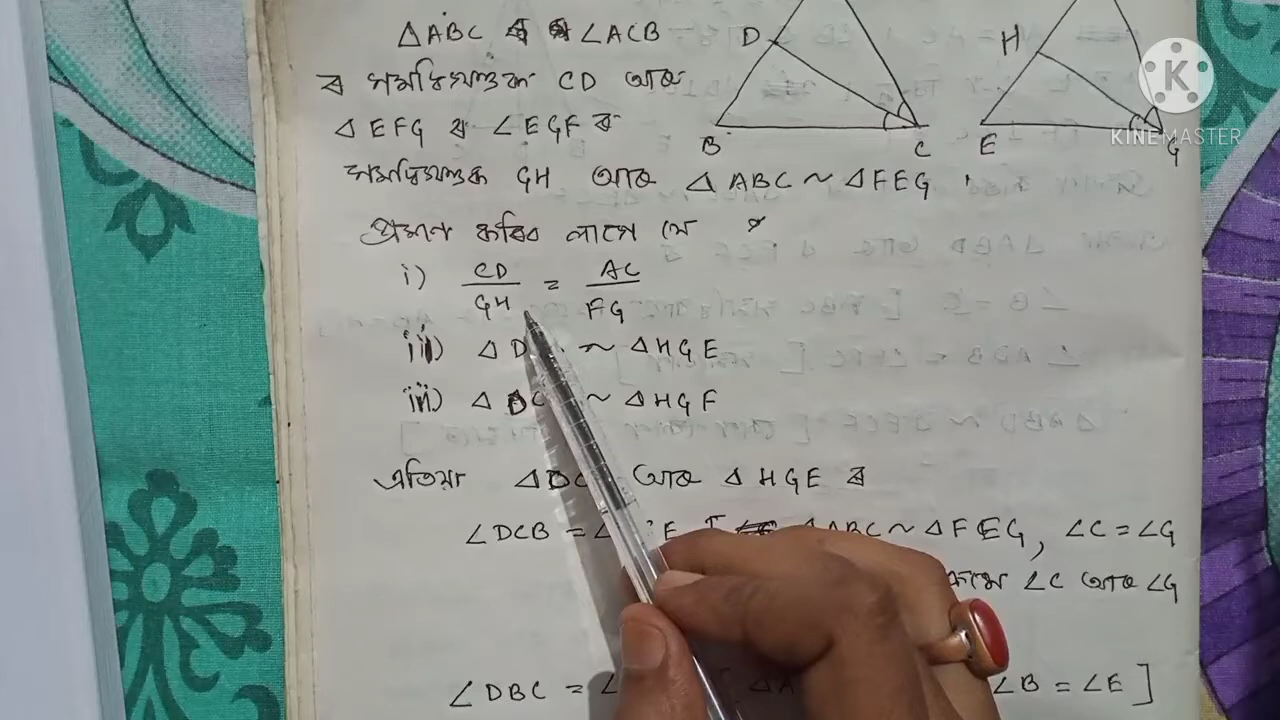 △ABC ∠ACB
ৰ সমদ্বিখণ্ডক CD আৰু
△EFG ৰ ∠EGF ৰ
সমদ্বিখণ্ডক GH আৰু △ABC ~ △FEG ।
প্ৰমাণ কৰিব লাগে যে
i) CD/GH = AC/FG
ii) △D ~ △HGE
iii) △DC ~ △HGF
এতিয়া △DC আৰু △HGE ৰ
∠DCB = ∠ E [ △ABC ~ △FEG, ∠C = ∠G
∠C আৰু ∠G
∠DBC = ∠ [ △A ∠B = ∠E ]
D
B
C
H
E
G
K
KINEMASTER